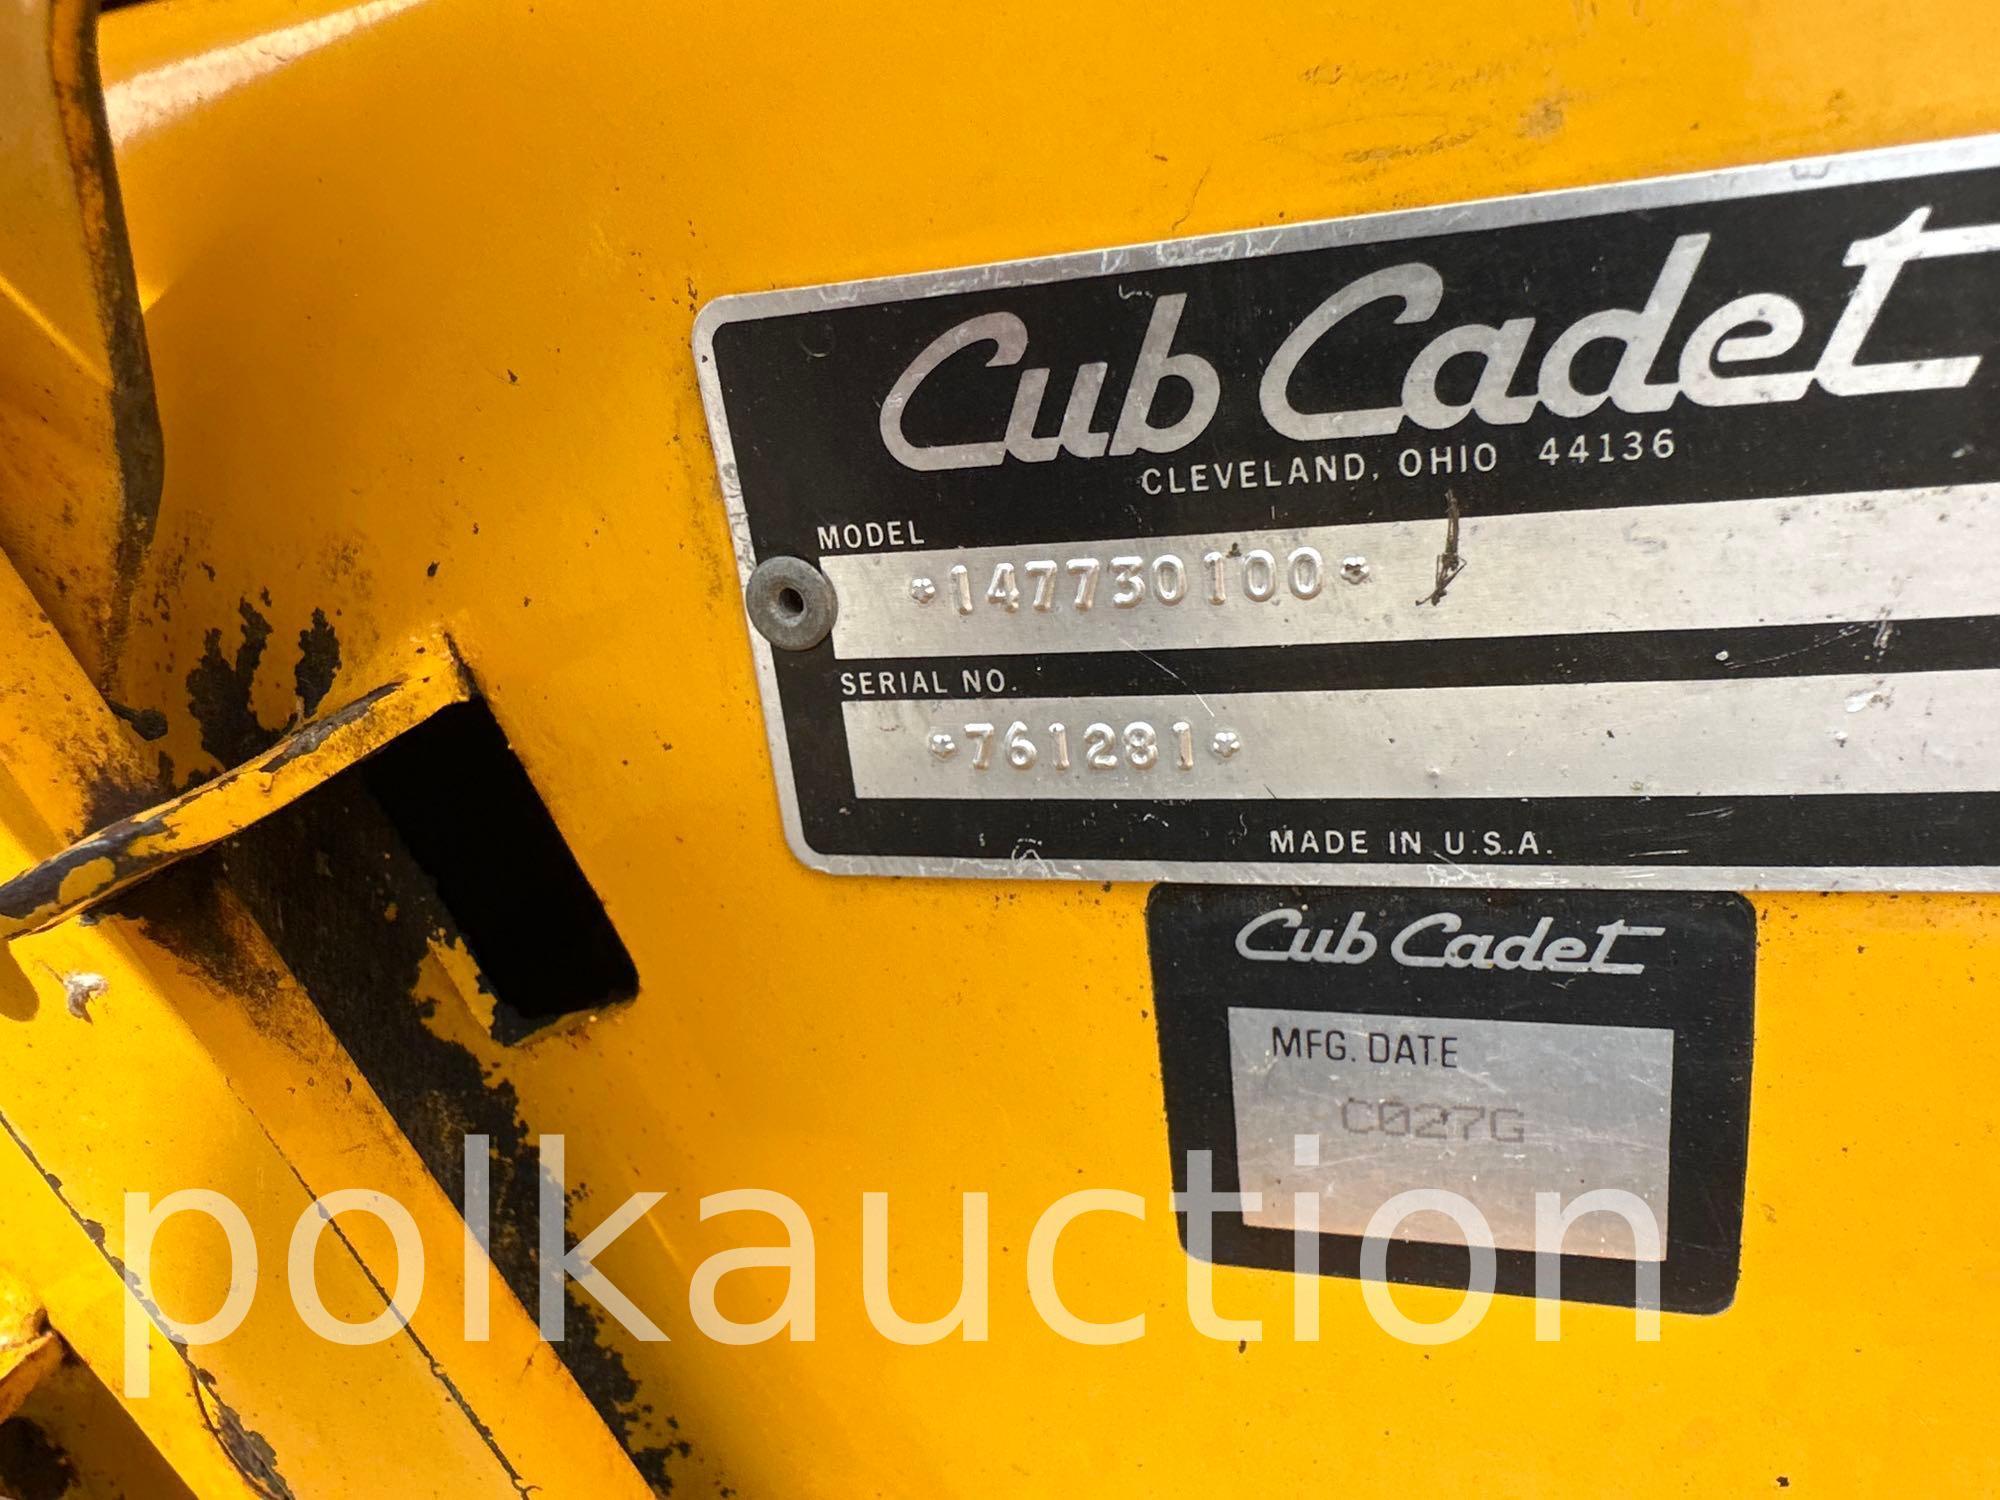 Cub Cadet
CLEVELAND, OHIO 44136
MODEL
*147730100*
SERIAL NO.
*761281*
MADE IN U.S.A.
Cub Cadet
MFG. DATE
C027G
polkauction